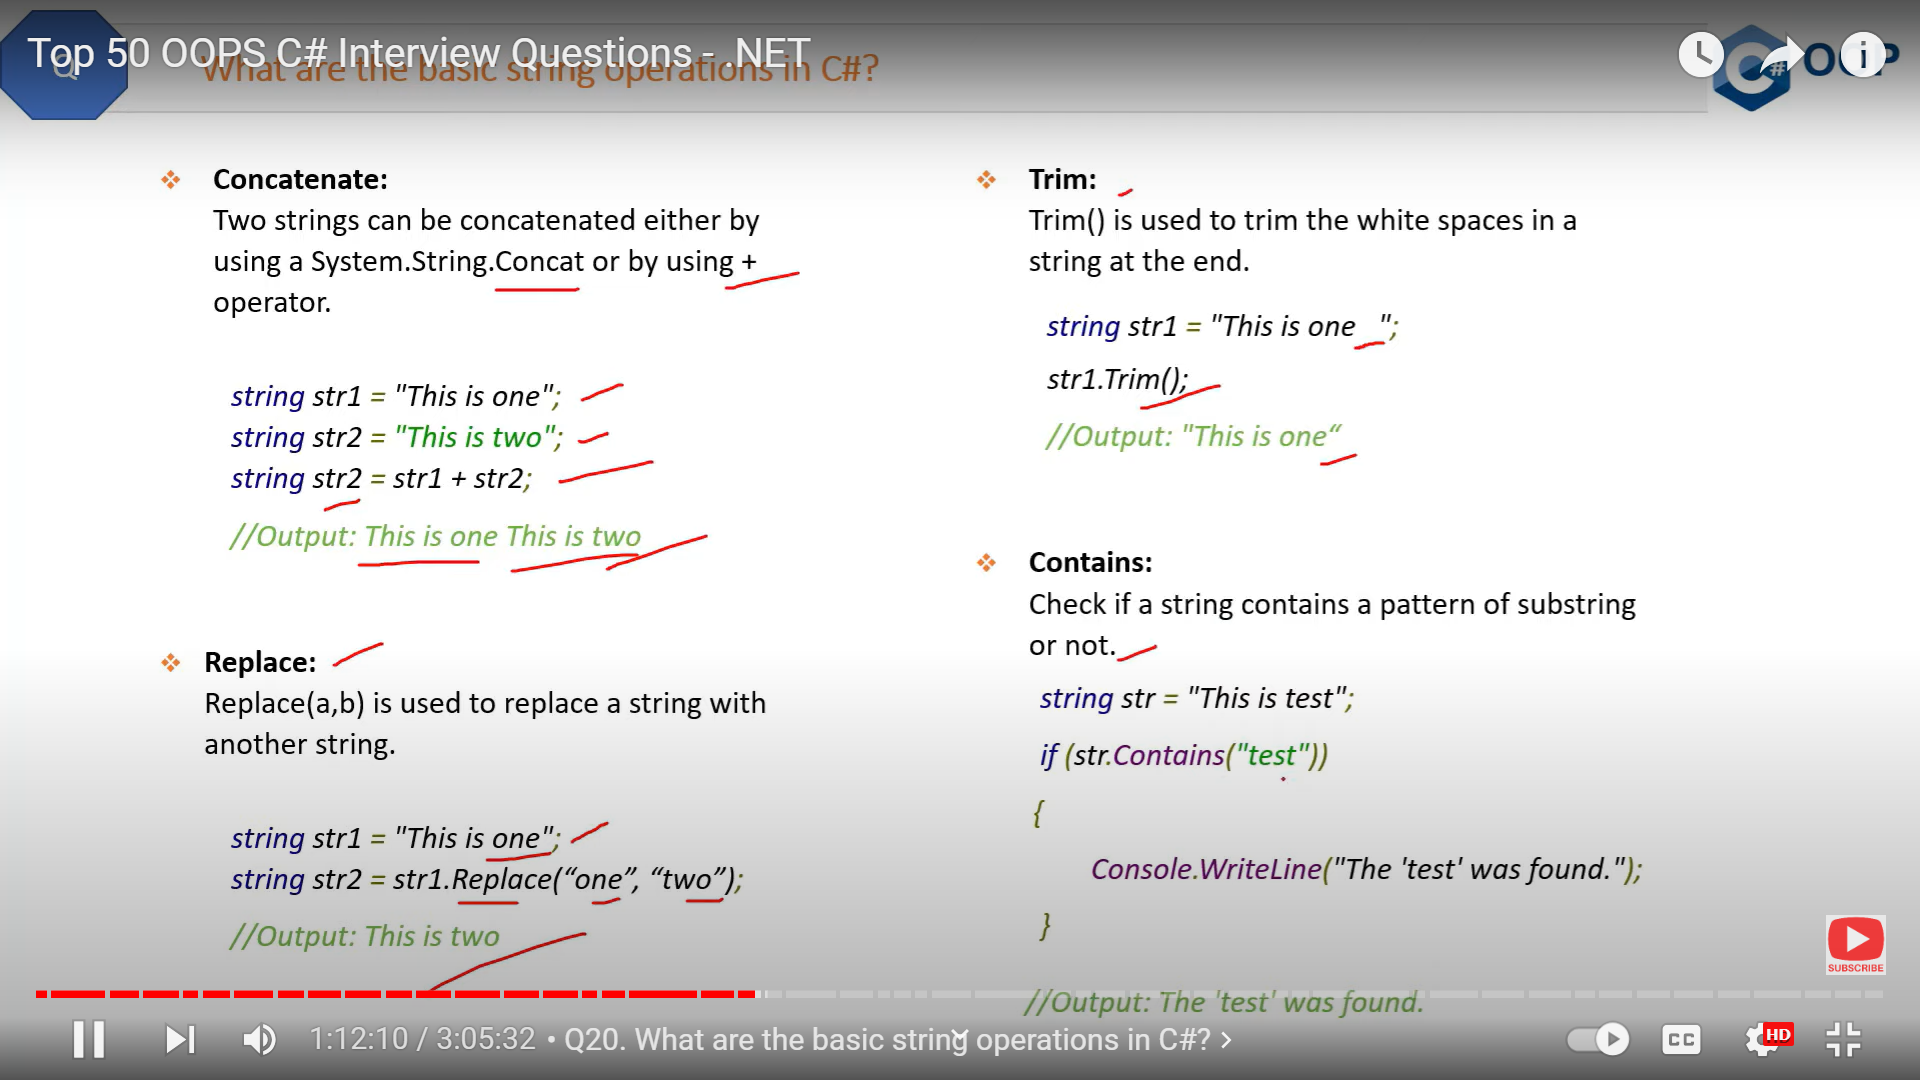 Top 50 OOPS C# Interview Questions - .NET
What are the basic string operations in C#?
C# OOP
Concatenate:
Two strings can be concatenated either by
using a System.String.Concat or by using +
operator.
string str1 = "This is one";
string str2 = "This is two";
string str2 = str1 + str2;
//Output: This is one This is two
Replace:
Replace(a,b) is used to replace a string with
another string.
string str1 = "This is one";
string str2 = str1.Replace(“one”, “two”);
//Output: This is two
Trim:
Trim() is used to trim the white spaces in a
string at the end.
string str1 = "This is one  ";
str1.Trim();
//Output: "This is one“
Contains:
Check if a string contains a pattern of substring
or not.
string str = "This is test";
if (str.Contains("test"))
{
Console.WriteLine("The 'test' was found.");
}
//Output: The 'test' was found.
SUBSCRIBE
1:12:10 / 3:05:32 • Q20. What are the basic string operations in C#? >
CC
HD